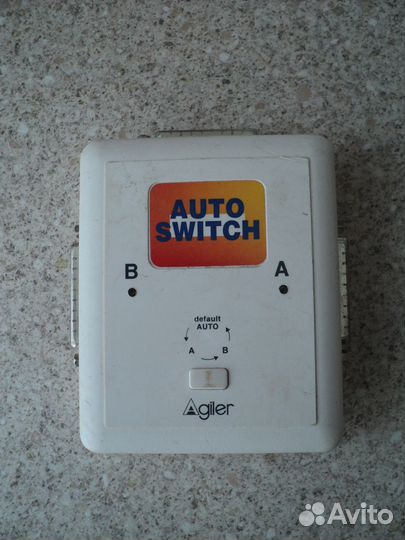 AUTO
SWITCH
B A
default
AUTO
A B
Agiler
Avito